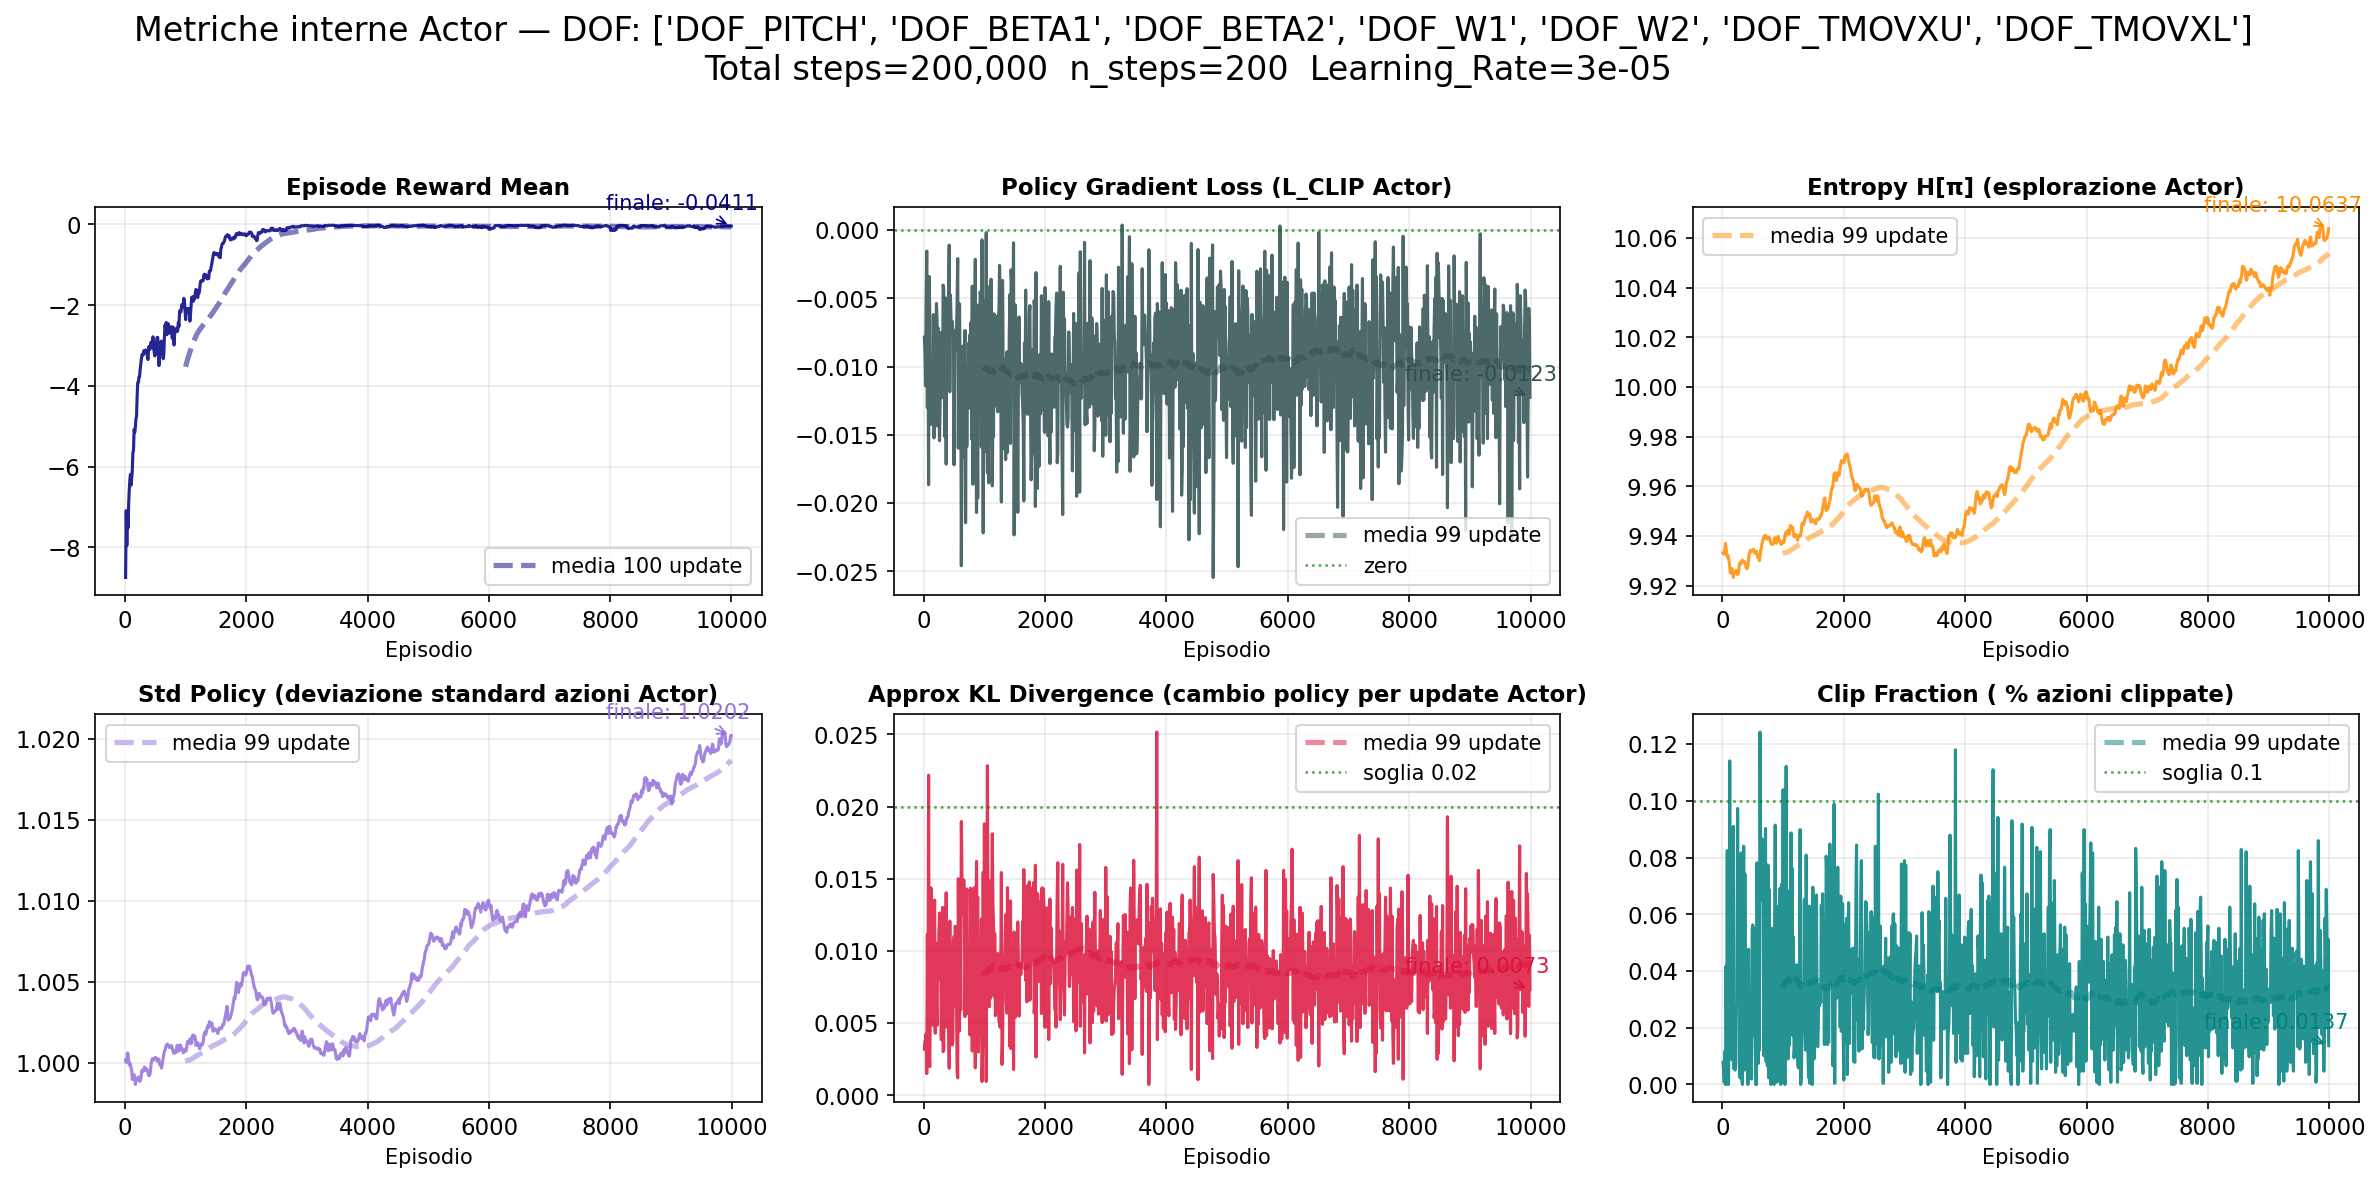 Metriche interne Actor — DOF: ['DOF_PITCH', 'DOF_BETA1', 'DOF_BETA2', 'DOF_W1', 'DOF_W2', 'DOF_TMOVXU', 'DOF_TMOVXL']
Total steps=200,000  n_steps=200  Learning_Rate=3e-05
Episode Reward Mean
finale: -0.0411
0
−2
−4
−6
−8
media 100 update
0 2000 4000 6000 8000 10000
Episodio
Policy Gradient Loss (L_CLIP Actor)
0.000
−0.005
−0.010
−0.015
−0.020
−0.025
finale: -0.0123
media 99 update
zero
0 2000 4000 6000 8000 10000
Episodio
Entropy H[π] (esplorazione Actor)
finale: 10.0637
media 99 update
10.06
10.04
10.02
10.00
9.98
9.96
9.94
9.92
0 2000 4000 6000 8000 10000
Episodio
Std Policy (deviazione standard azioni Actor)
finale: 1.0202
media 99 update
1.020
1.015
1.010
1.005
1.000
0 2000 4000 6000 8000 10000
Episodio
Approx KL Divergence (cambio policy per update Actor)
media 99 update
soglia 0.02
0.025
0.020
0.015
0.010
0.005
0.000
finale: 0.0073
0 2000 4000 6000 8000 10000
Episodio
Clip Fraction ( % azioni clippate)
media 99 update
soglia 0.1
0.12
0.10
0.08
0.06
0.04
0.02
0.00
finale: 0.0137
0 2000 4000 6000 8000 10000
Episodio